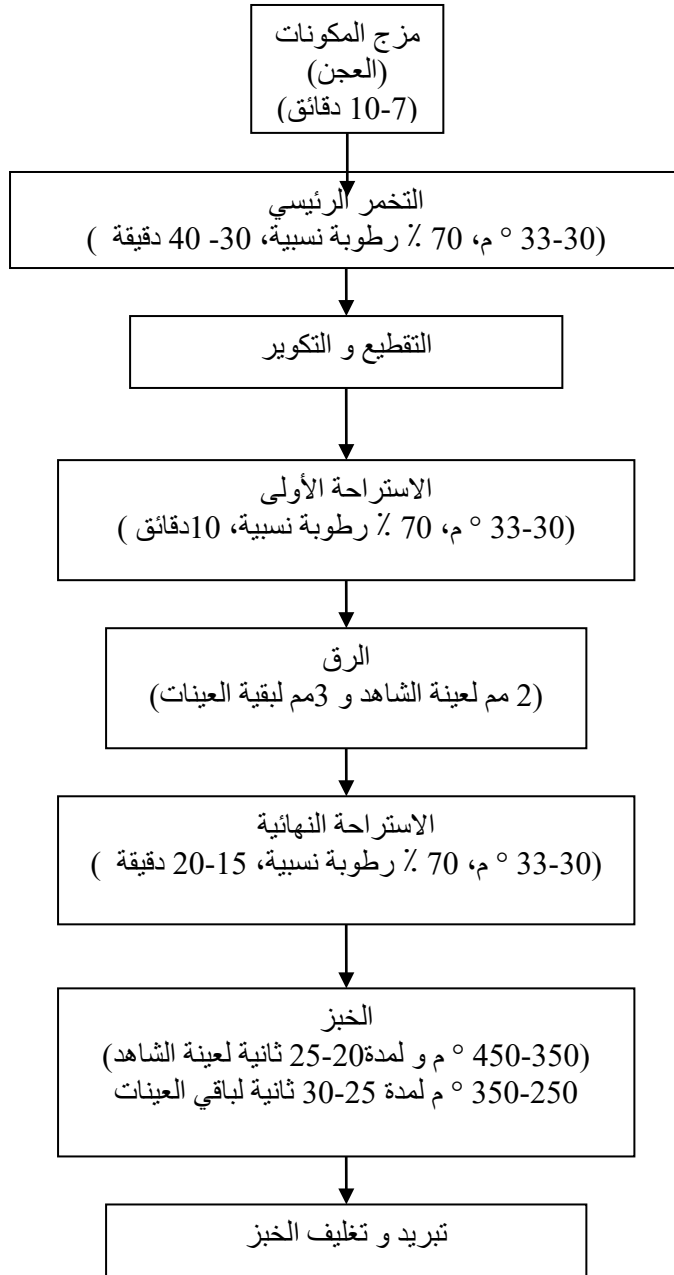 مزج المكونات
(العجن)
(7-10 دقائق)
التخمر الرئيسي
(30-33 ° م، 70 ٪ رطوبة نسبية، 30- 40 دقيقة )
التقطيع و التكوير
الاستراحة الأولى
(30-33 ° م، 70 ٪ رطوبة نسبية، 10دقائق )
الرق
(2 مم لعينة الشاهد و 3مم لبقية العينات)
الاستراحة النهائية
(30-33 ° م، 70 ٪ رطوبة نسبية، 15-20 دقيقة )
الخبز
(350-450 ° م و لمدة20-25 ثانية لعينة الشاهد)
250-350 ° م لمدة 25-30 ثانية لباقي العينات
تبريد و تغليف الخبز